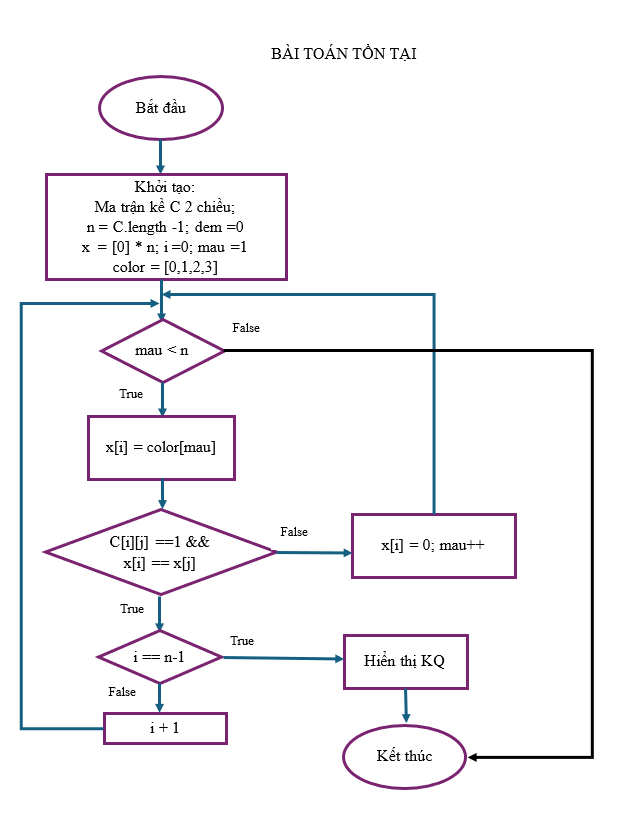 BÀI TOÁN TỒN TẠI
Bắt đầu
Khởi tạo:
Ma trận kề C 2 chiều;
n = C.length -1; dem =0
x = [0] * n; i =0; mau =1
color = [0,1,2,3]
False
mau < n
True
x[i] = color[mau]
C[i][j] ==1 &&
x[i] == x[j]
False
x[i] = 0; mau++
True
i == n-1
True
Hiển thị KQ
False
i + 1
Kết thúc